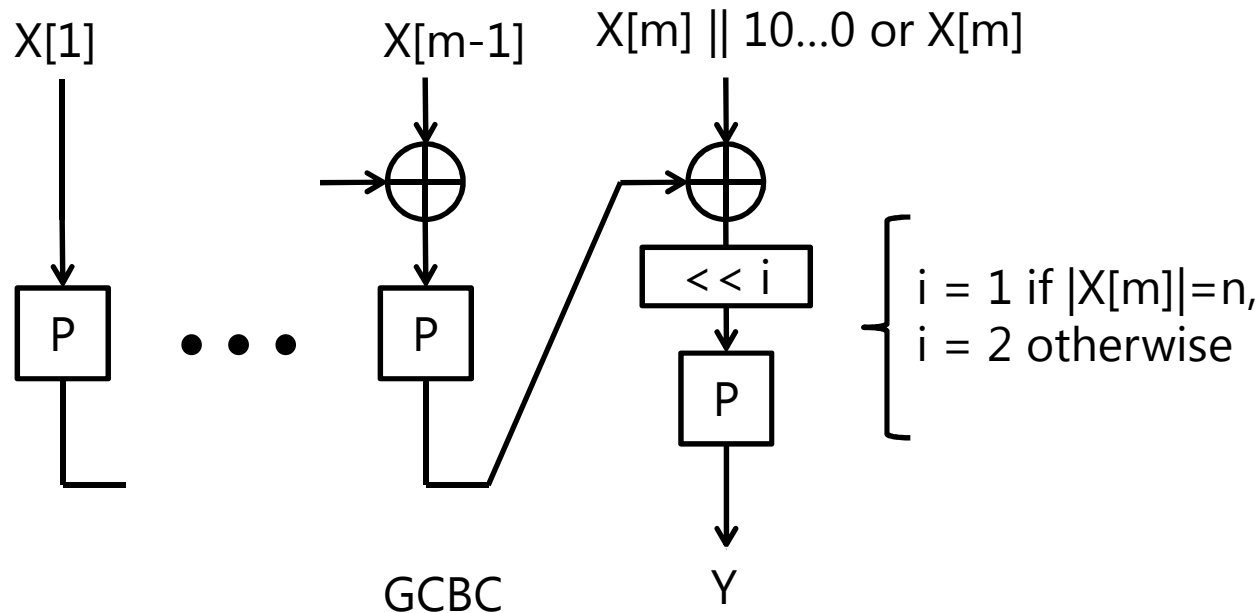 X[1]
X[m-1]
X[m] || 10...0 or X[m]
<< i
P
P
P
i = 1 if |X[m]|=n,
i = 2 otherwise
GCBC
Y